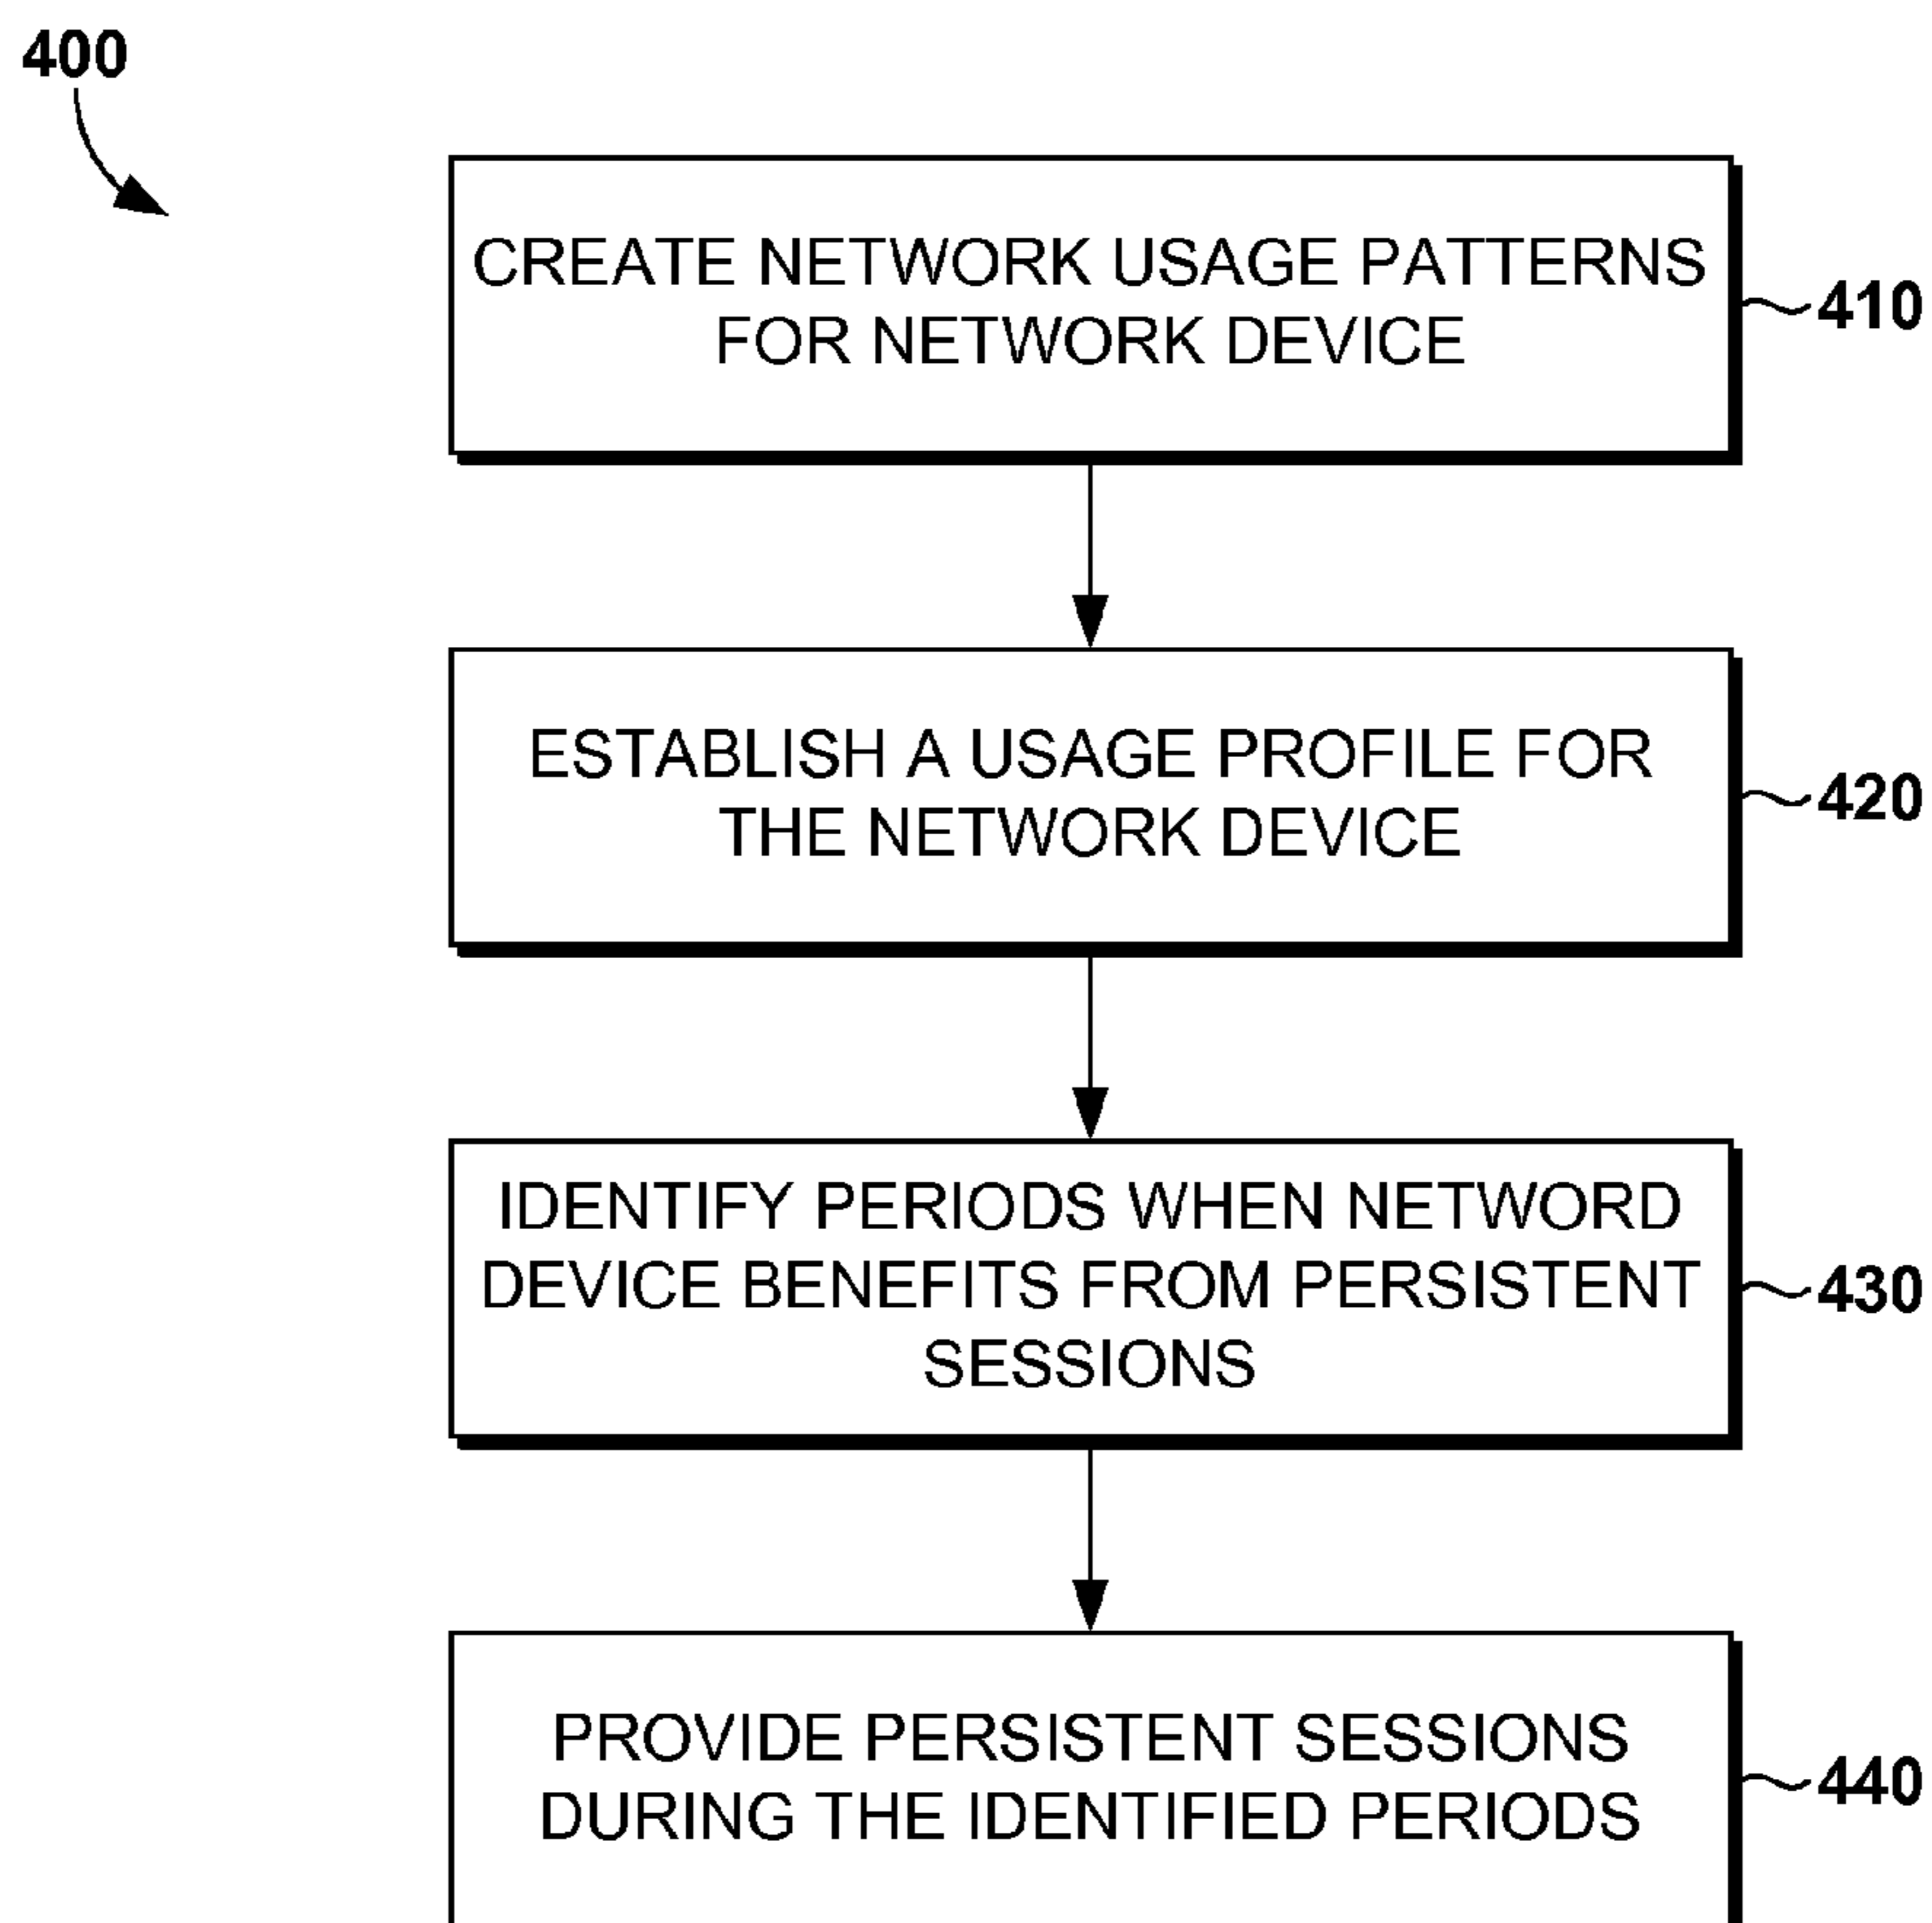 400
CREATE NETWORK USAGE PATTERNS
FOR NETWORK DEVICE
410
ESTABLISH A USAGE PROFILE FOR
THE NETWORK DEVICE
420
IDENTIFY PERIODS WHEN NETWORD
DEVICE BENEFITS FROM PERSISTENT
SESSIONS
430
PROVIDE PERSISTENT SESSIONS
DURING THE IDENTIFIED PERIODS
440